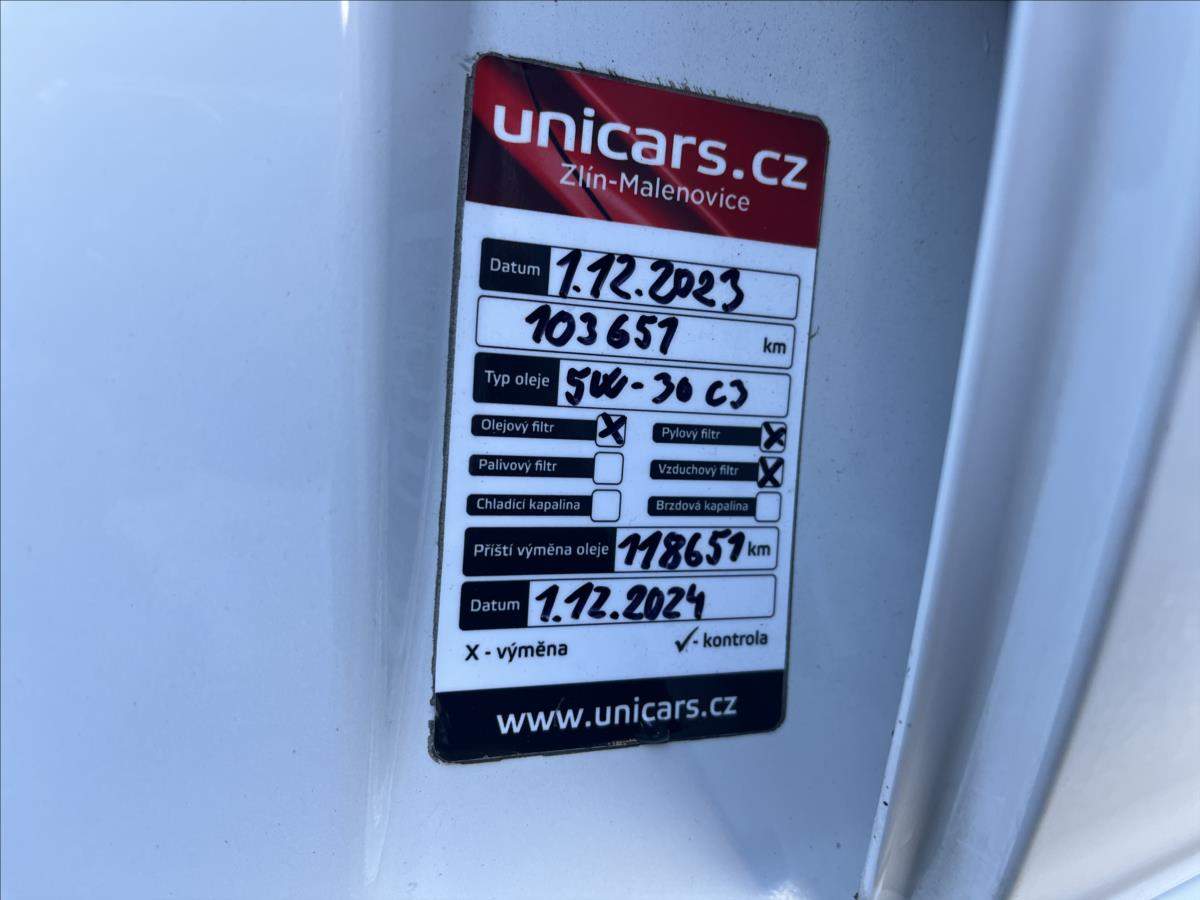 unicars.cz
Zlín-Malenovice
Datum 1.12.2023
103651 km
Typ oleje 5W-30 C3
Olejový filtr X Pylový filtr X
Palivový filtr Vzduchový filtr X
Chladící kapalina Brzdová kapalina
Příští výměna oleje 118651 km
Datum 1.12.2024
X - výměna ✓- kontrola
www.unicars.cz